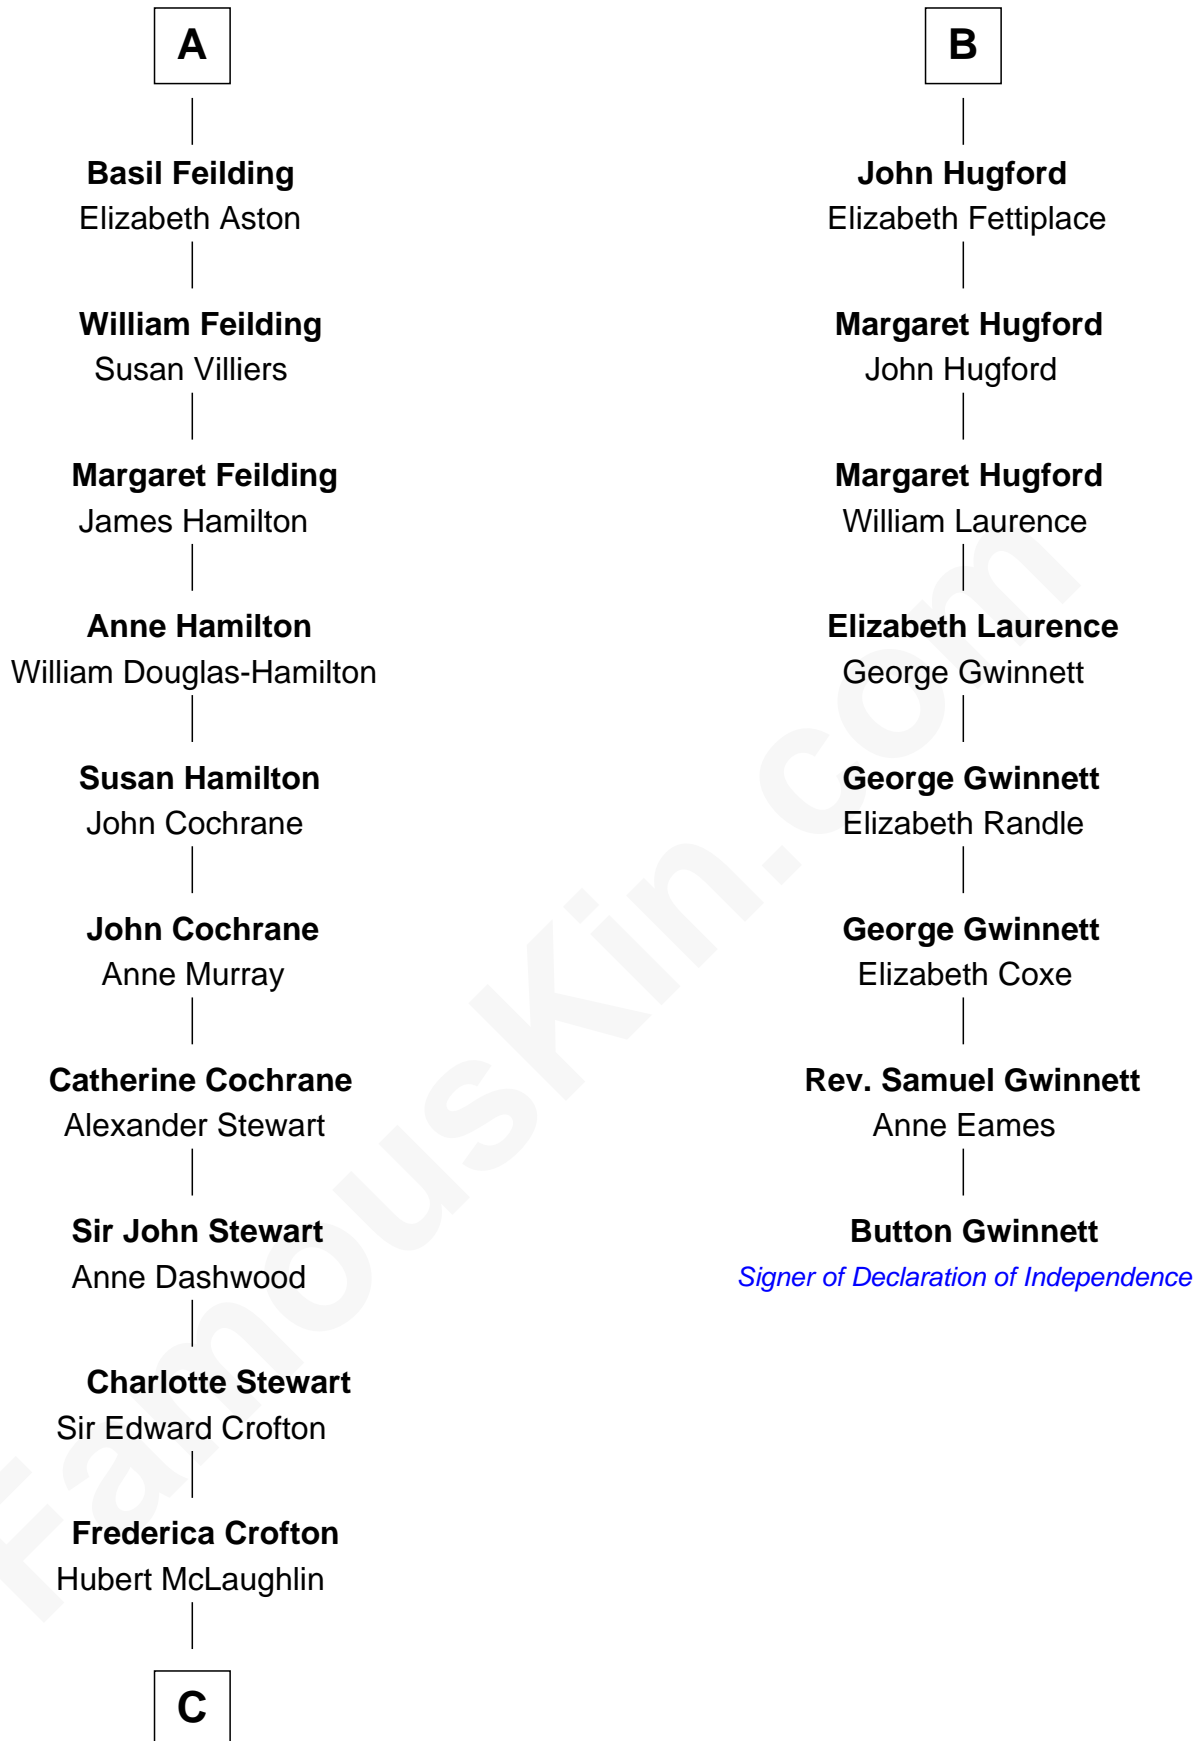 A
Basil Feilding
Elizabeth Aston
William Feilding
Susan Villiers
Margaret Feilding
James Hamilton
Anne Hamilton
William Douglas-Hamilton
Susan Hamilton
John Cochrane
John Cochrane
Anne Murray
Catherine Cochrane
Alexander Stewart
Sir John Stewart
Anne Dashwood
Charlotte Stewart
Sir Edward Crofton
Frederica Crofton
Hubert McLaughlin
C
B
John Hugford
Elizabeth Fettiplace
Margaret Hugford
John Hugford
Margaret Hugford
William Laurence
Elizabeth Laurence
George Gwinnett
George Gwinnett
Elizabeth Randle
George Gwinnett
Elizabeth Coxe
Rev. Samuel Gwinnett
Anne Eames
Button Gwinnett
Signer of Declaration of Independence
FamousKin.com